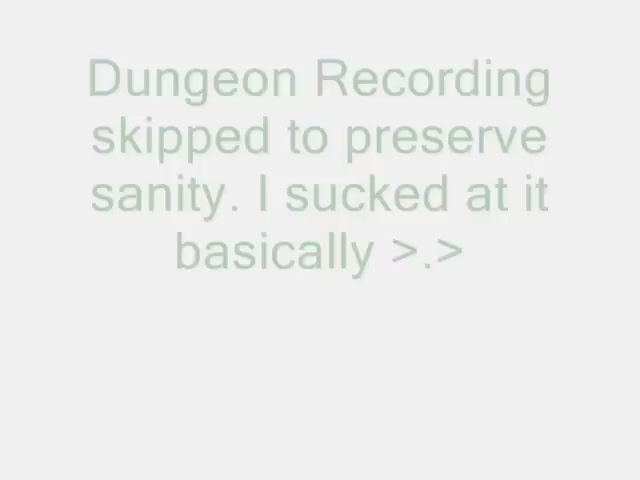 Dungeon Recording
skipped to preserve
sanity. I sucked at it
basically >.>